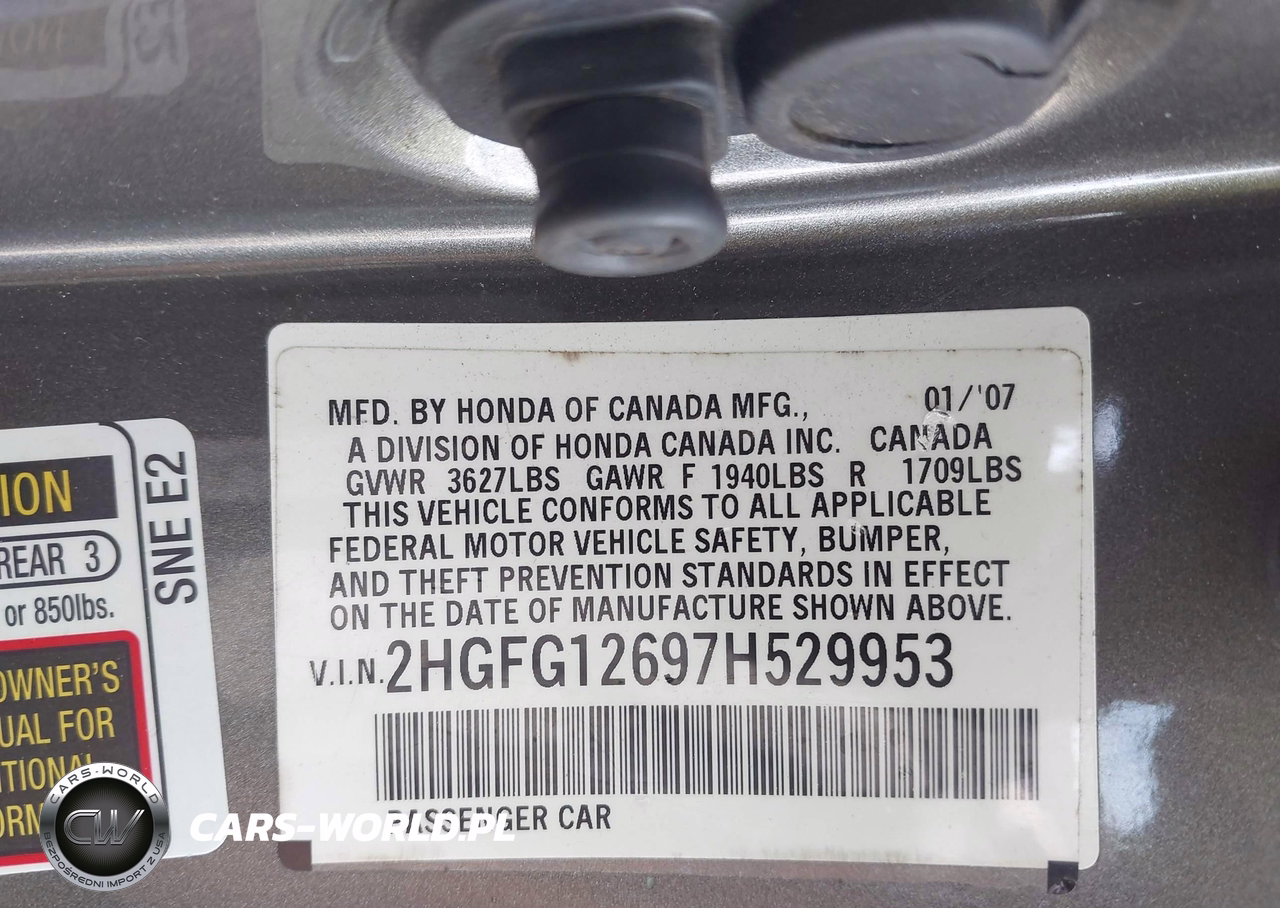 MFD. BY HONDA OF CANADA MFG., 01/'07
A DIVISION OF HONDA CANADA INC. CANADA
GVWR 3627LBS GAWR F 1940LBS R 1709LBS
THIS VEHICLE CONFORMS TO ALL APPLICABLE
FEDERAL MOTOR VEHICLE SAFETY, BUMPER,
AND THEFT PREVENTION STANDARDS IN EFFECT
ON THE DATE OF MANUFACTURE SHOWN ABOVE.
V.I.N. 2HGFG12697H529953
PASSENGER CAR
ION
REAR 3
or 850lbs.
OWNER'S
UAL FOR
ITIONAL
ORM
SNE E2
CARS-WORLD
CW
BEZPOŚREDNI IMPORT Z USA
CARS-WORLD.PL